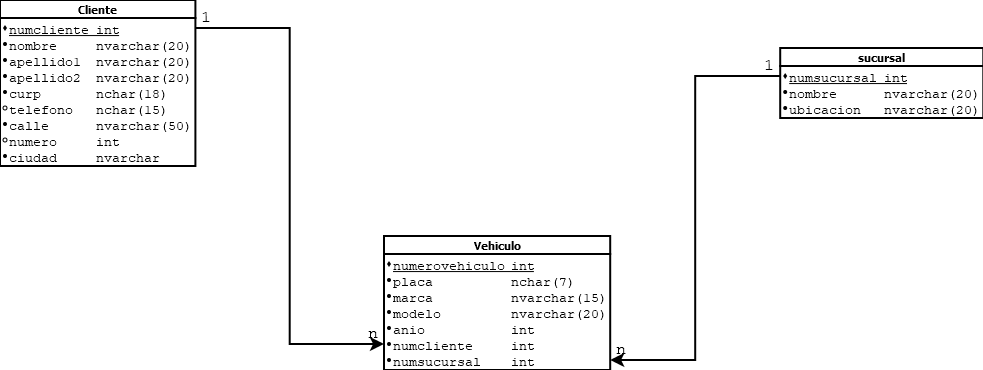 Cliente
numcliente int
nombre nvarchar(20)
apellido1 nvarchar(20)
apellido2 nvarchar(20)
curp nchar(18)
telefono nchar(15)
calle nvarchar(50)
numero int
ciudad nvarchar
1
sucursal
numsucursal int
nombre nvarchar(20)
ubicacion nvarchar(20)
1
Vehiculo
numerovehiculo int
placa nchar(7)
marca nvarchar(15)
modelo nvarchar(20)
anio int
numcliente int
numsucursal int
n
n